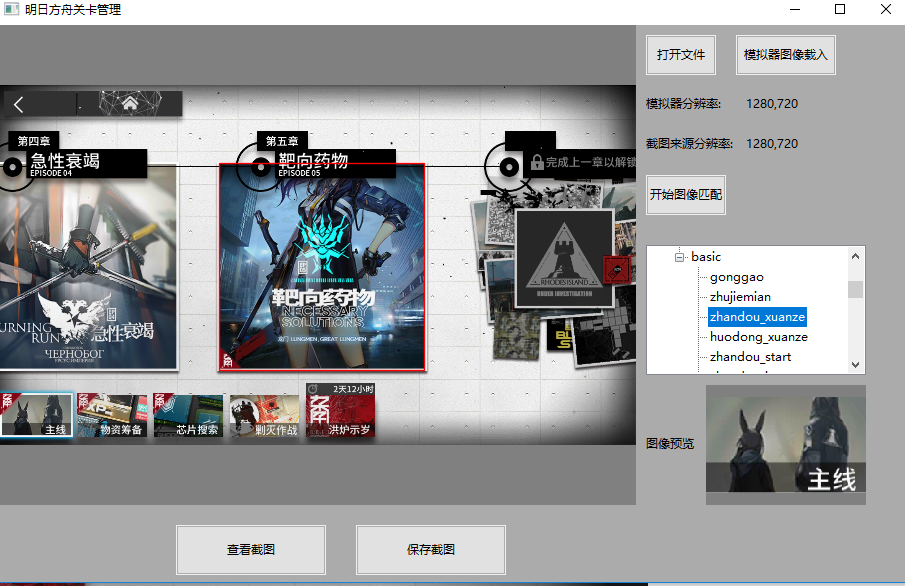 明日方舟关卡管理
打开文件
模拟器图像载入
模拟器分辨率:
1280,720
截图来源分辨率:
1280,720
开始图像匹配
第四章
急性衰竭
EPISODE 04
第五章
靶向药物
EPISODE 05
完成上一章以解锁
URNING
RUN
急性衰竭
ЧЕРНОБОГ
靶向药物
NECESSARY
SOLUTIONS
龙门 LUNGMEN, GREAT LUNGMEN
RHODES ISLAND
UNDER INVESTIGATION
主线
物资筹备
芯片搜索
剿灭作战
2天12小时
洪炉示岁
basic
gonggao
zhujiemian
zhandou_xuanze
huodong_xuanze
zhandou_start
图像预览
主线
查看截图
保存截图